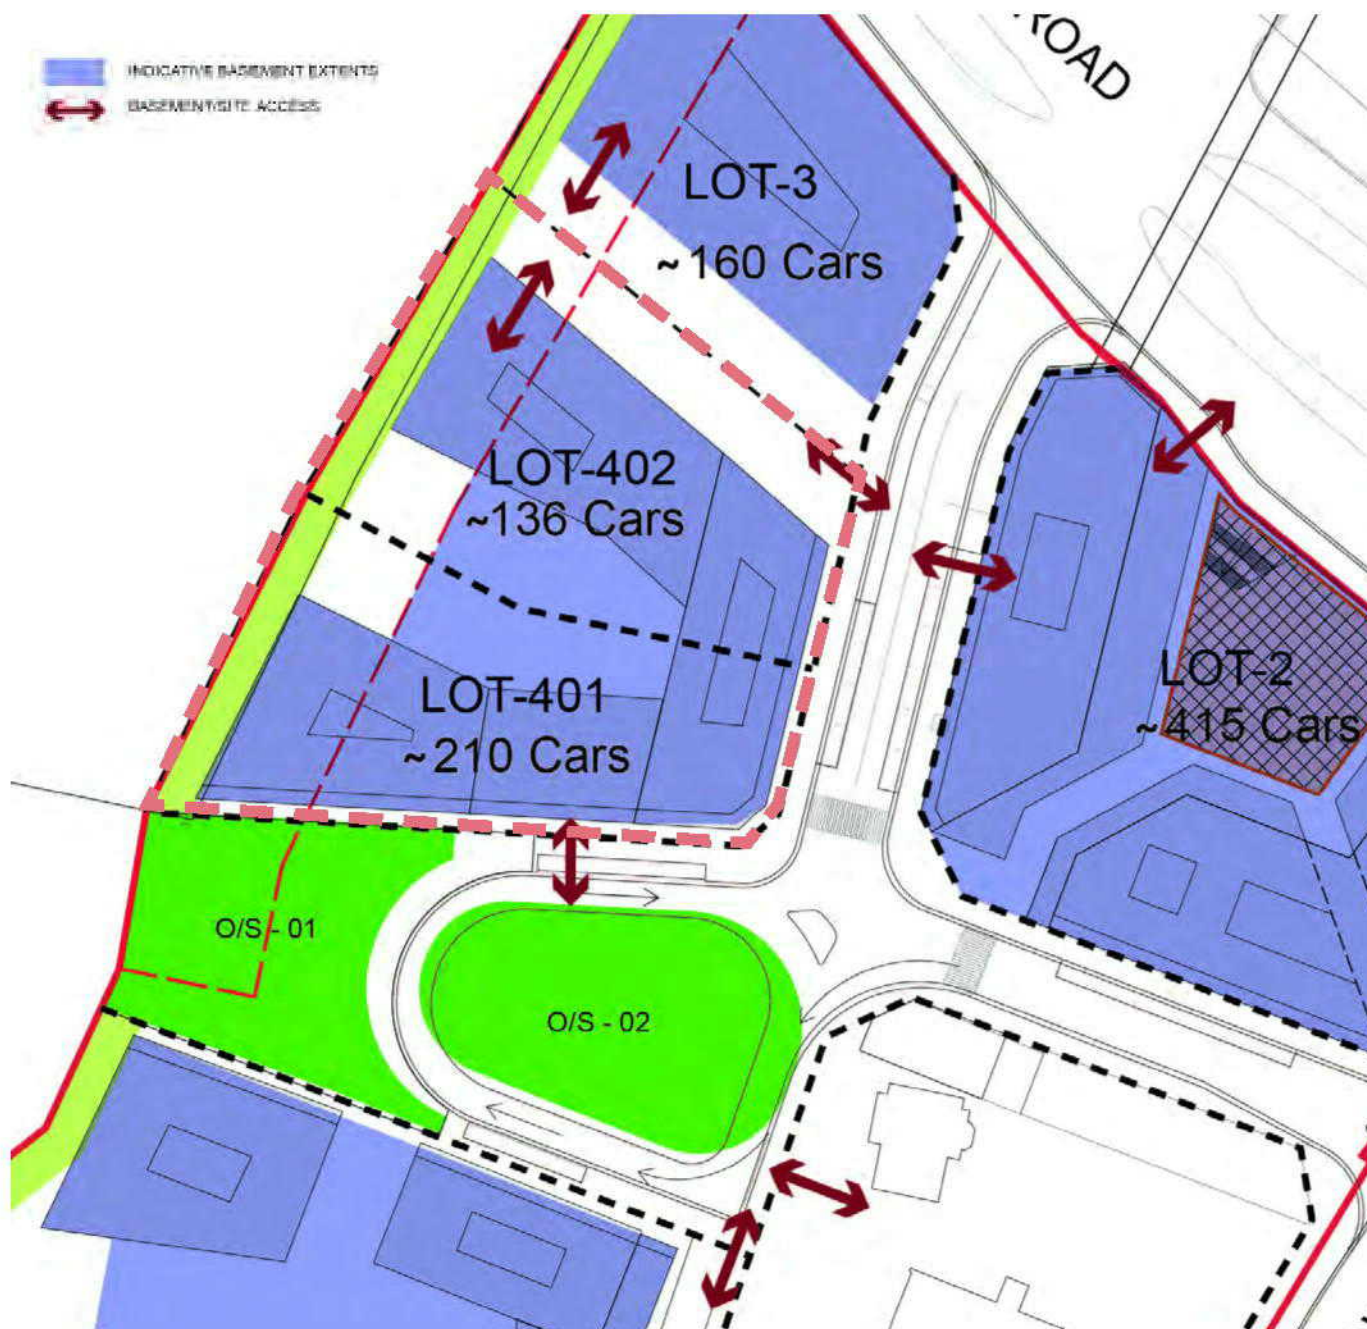 INDICATIVE BASEMENT EXTENTS
BASEMENT/SITE ACCESS
ROAD
LOT-3
~160 Cars
LOT-402
~136 Cars
LOT-401
~210 Cars
LOT-2
~415 Cars
O/S - 01
O/S - 02